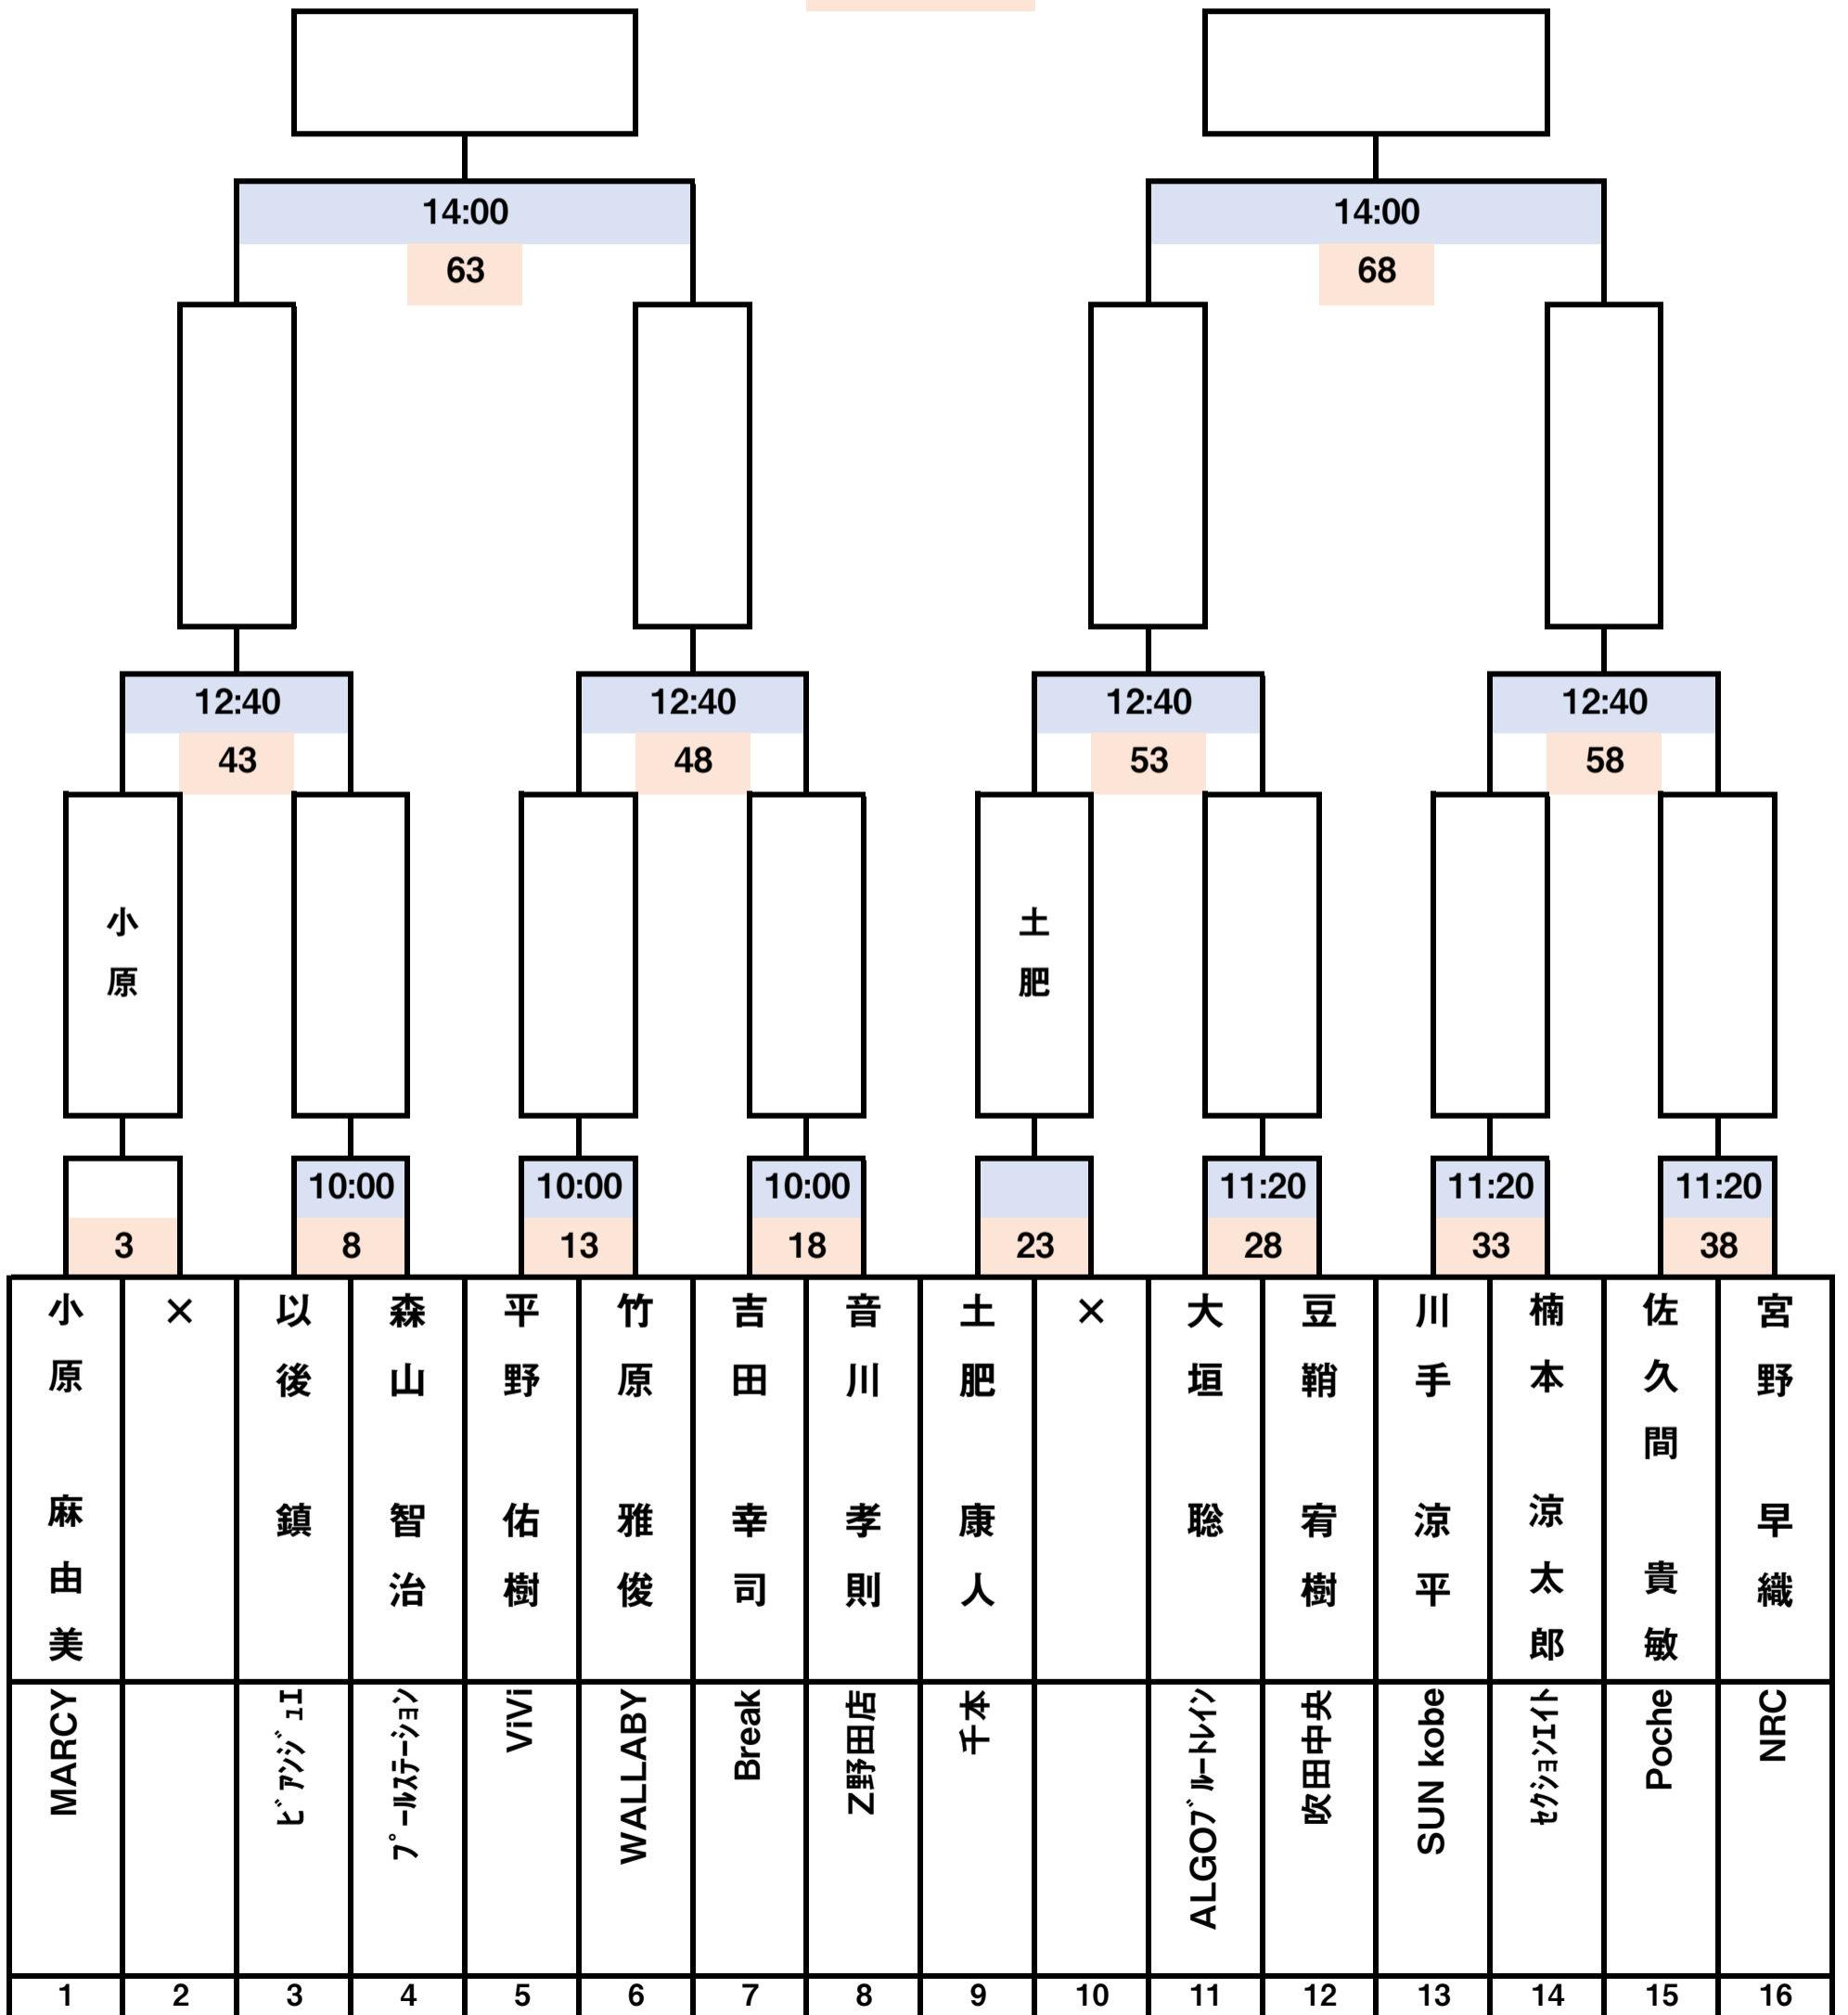 14:00
14:00
63
68
12:40
12:40
12:40
12:40
43
48
53
58
小原
土肥
10:00
10:00
10:00
11:20
11:20
11:20
3
8
13
18
23
28
33
38
小原 麻由美
×
以後 鎮
森山 智治
平野 佑樹
竹原 雅俊
吉田 幸司
音川 孝則
土肥 康人
×
大垣 聡
豆鞘 宥樹
川手 涼平
楠本 涼太郎
佐久間 貴敏
宮野 早織
MARCY
ﾋﾞｱﾝｼﾞｭｴ
ﾌﾟｰﾙｽﾃｰｼｮﾝ
ViVi
WALLABY
Break
Z野田店
千本
ALGOﾌﾞﾙｰﾄﾚｲﾝ
吹田中央
SUN kobe
ｾｸｼｮﾝｴｲﾄ
Poche
NRC
1
2
3
4
5
6
7
8
9
10
11
12
13
14
15
16